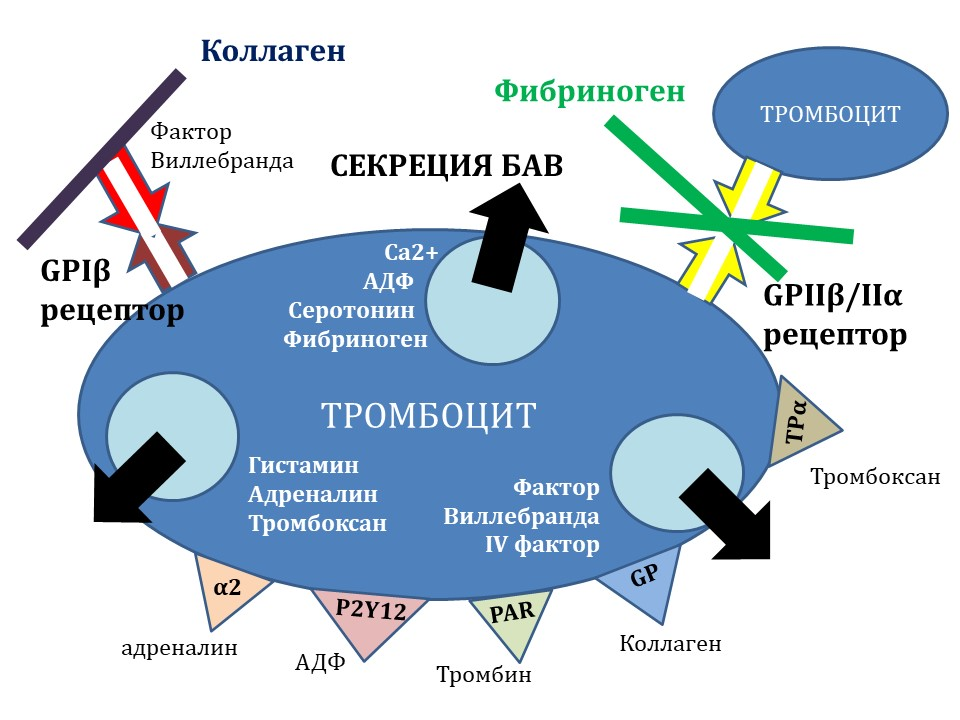 Коллаген
Фибриноген
ТРОМБОЦИТ
Фактор
Виллебранда
СЕКРЕЦИЯ БАВ
GPIβ
рецептор
Ca2+
АДФ
Серотонин
Фибриноген
GPIIβ/IIα
рецептор
ТРОМБОЦИТ
TPα
Тромбоксан
Гистамин
Адреналин
Тромбоксан
Фактор
Виллебранда
IV фактор
α2
P2Y12
PAR
GP
адреналин
АДФ
Тромбин
Коллаген